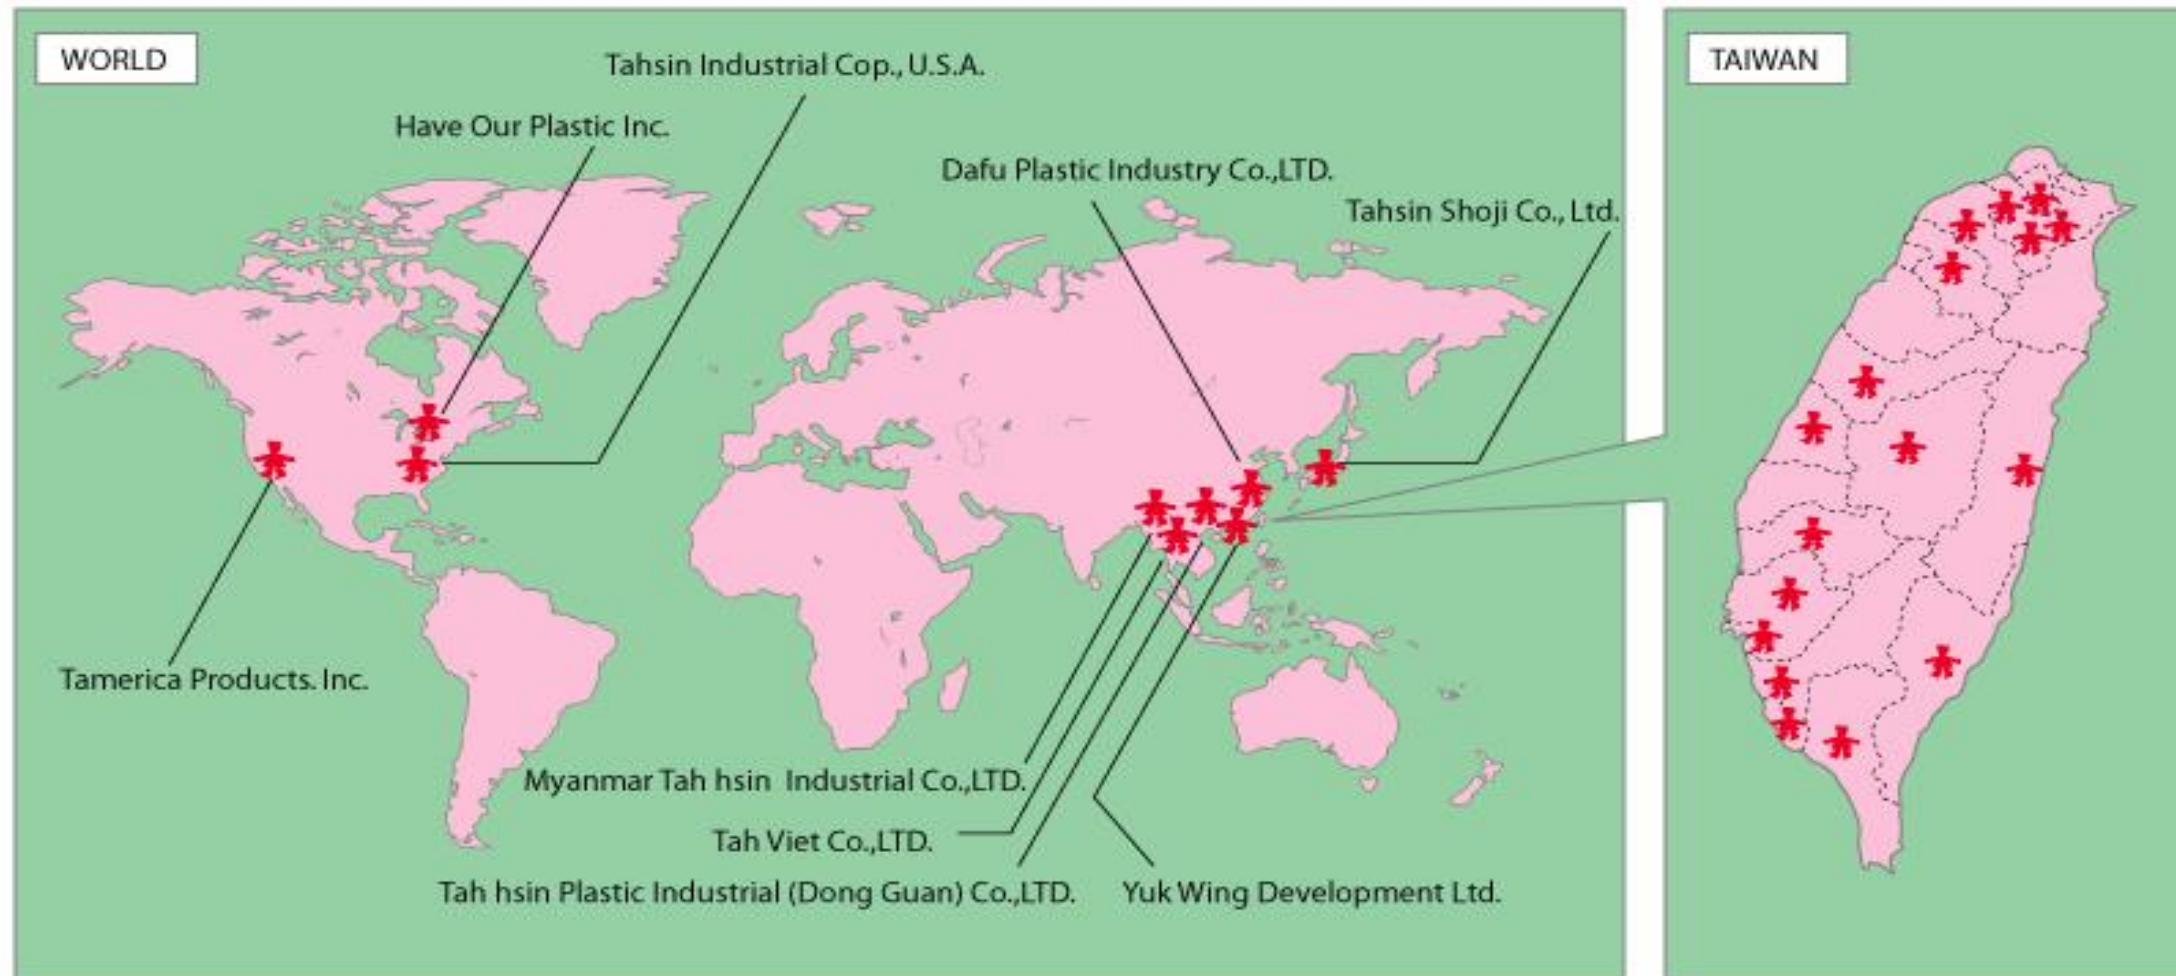 WORLD
Tahsin Industrial Cop., U.S.A.
Have Our Plastic Inc.
Dafu Plastic Industry Co.,LTD.
Tahsin Shoji Co., Ltd.
Tamerica Products. Inc.
Myanmar Tah hsin Industrial Co.,LTD.
Tah Viet Co.,LTD.
Tah hsin Plastic Industrial (Dong Guan) Co.,LTD.
Yuk Wing Development Ltd.
TAIWAN